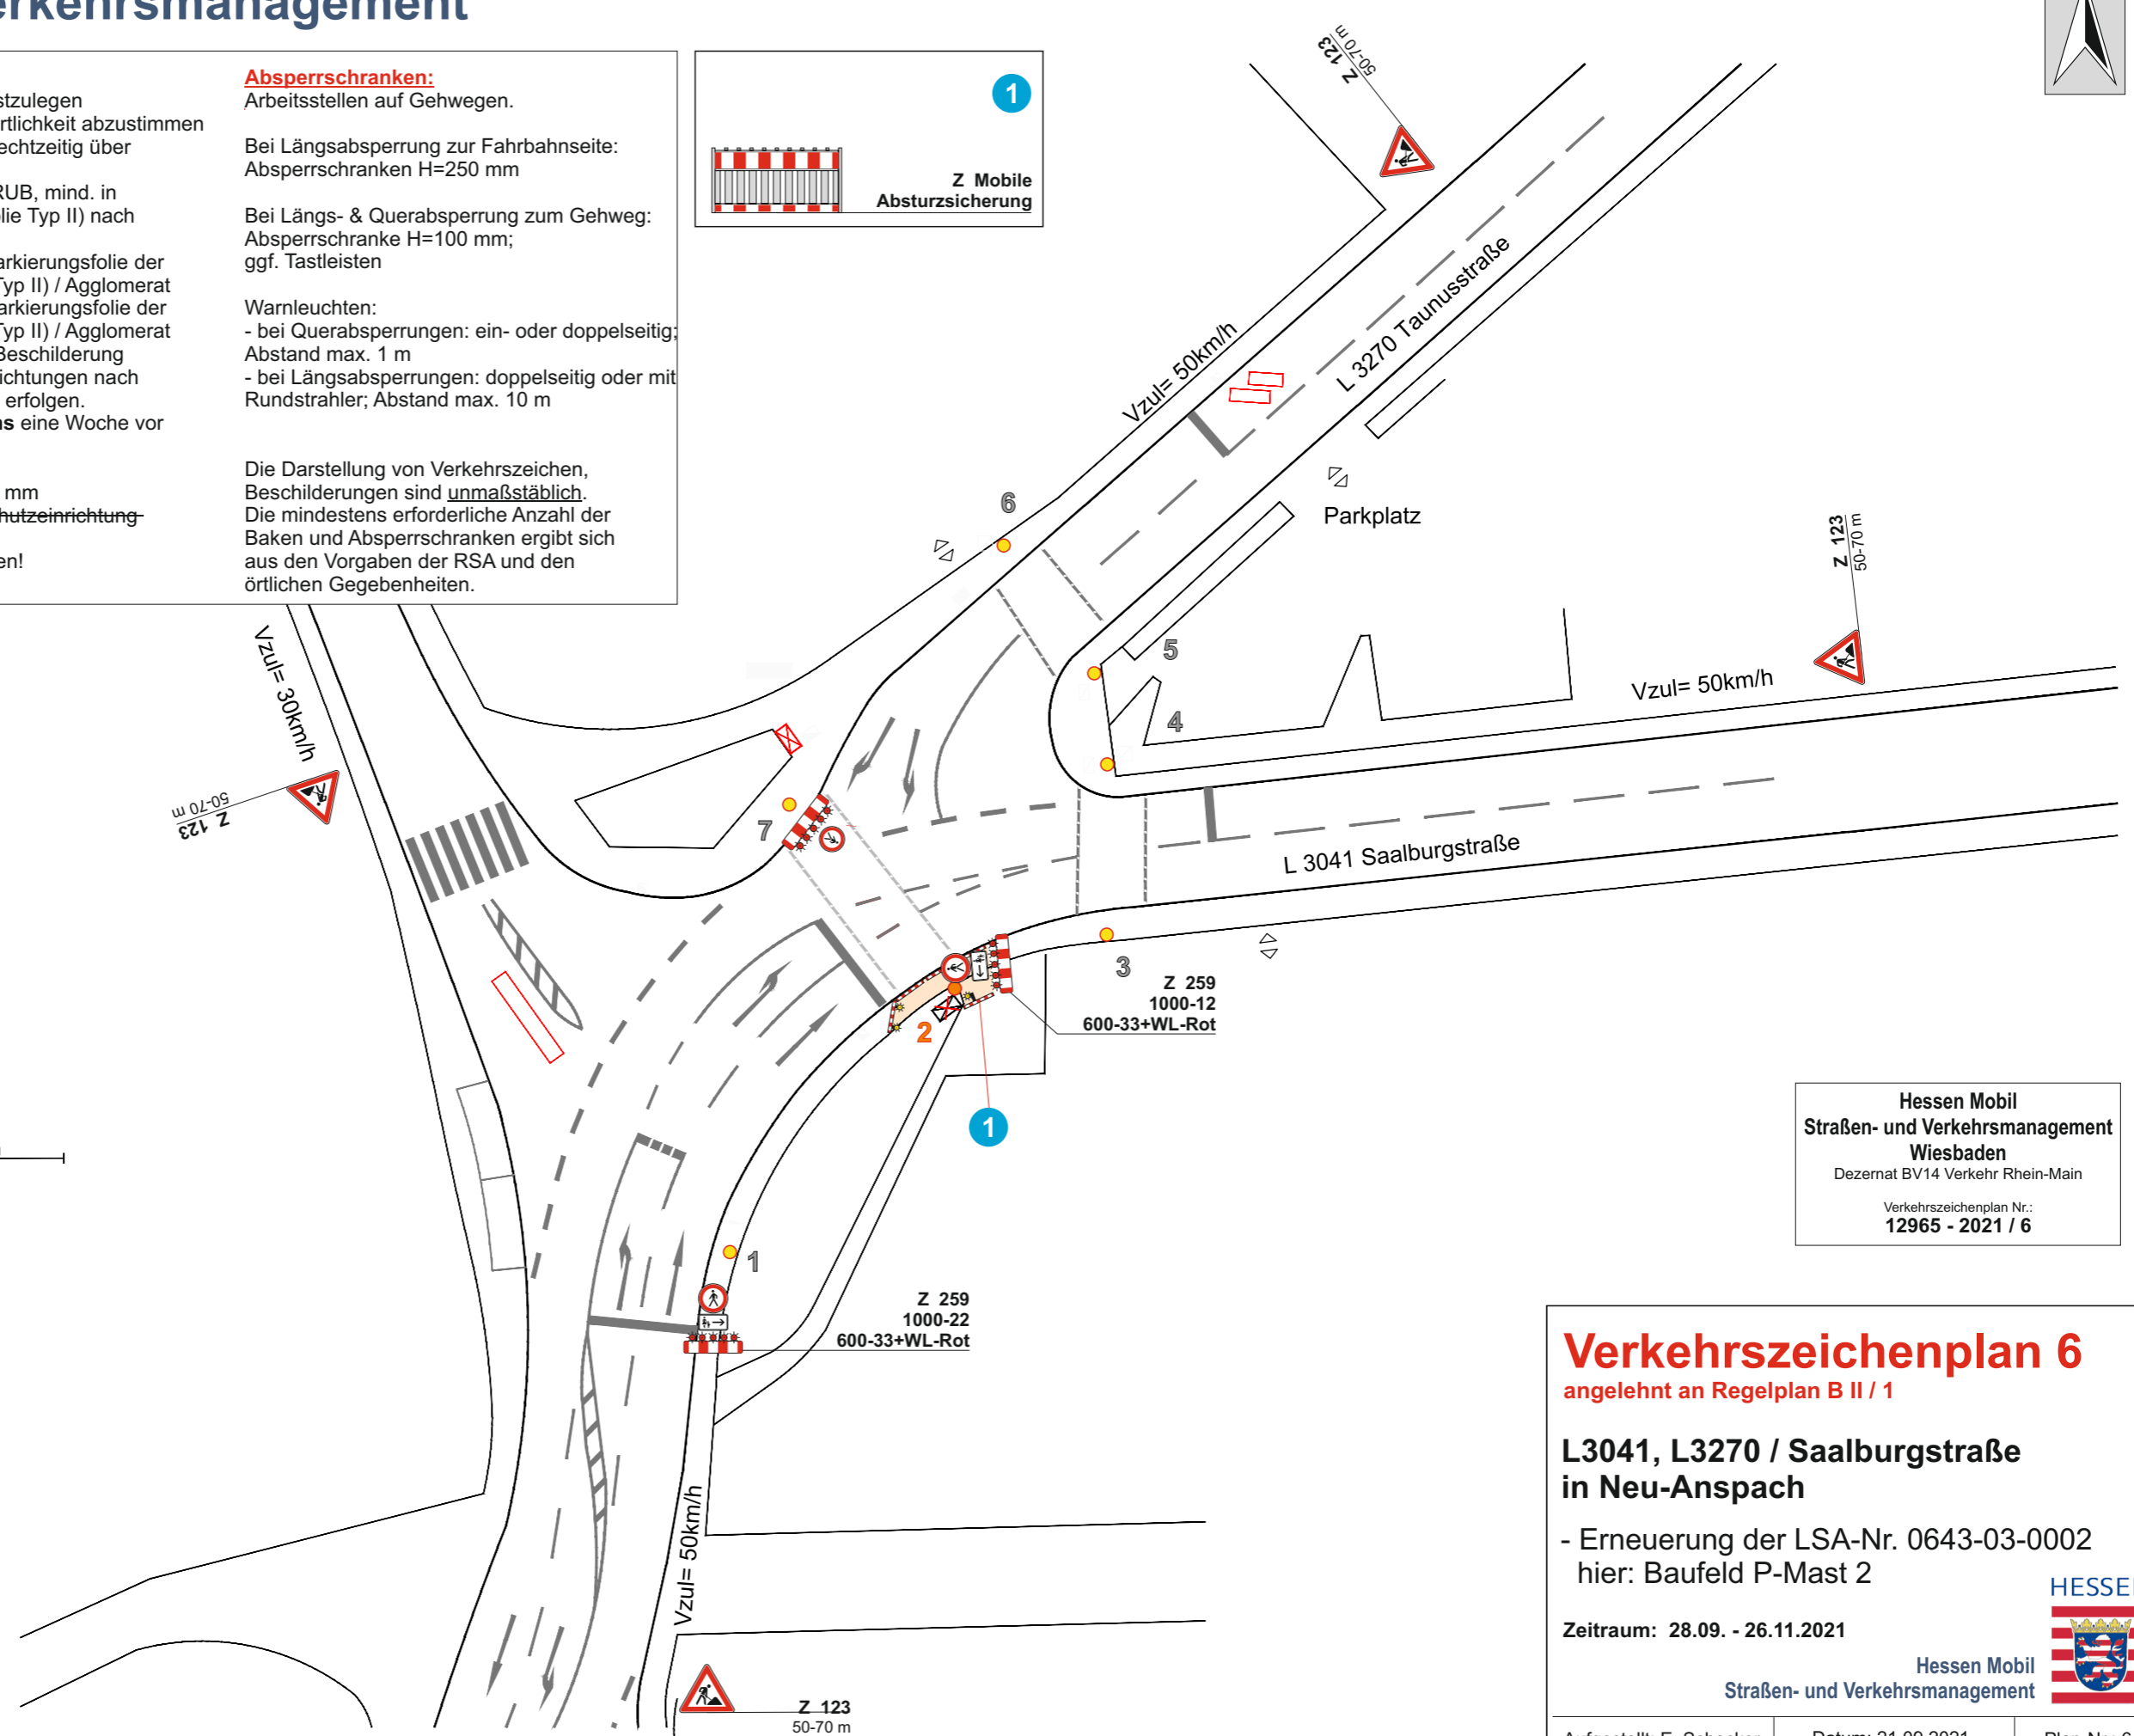 erkehrsmanagement
stzulegen
rtlichkeit abzustimmen
echtzeitig über
RUB, mind. in
olie Typ II) nach
arkierungsfolie der
Typ II) / Agglomerat
arkierungsfolie der
Typ II) / Agglomerat
Beschilderung
ichtungen nach
erfolgen.
ns eine Woche vor
mm
hutzeinrichtung
en!
Absperrschranken:
Arbeitsstellen auf Gehwegen.
Bei Längsabsperrung zur Fahrbahnseite:
Absperrschranken H=250 mm
Bei Längs- & Querabsperrung zum Gehweg:
Absperrschranke H=100 mm;
ggf. Tastleisten
Warnleuchten:
- bei Querabsperrungen: ein- oder doppelseitig;
Abstand max. 1 m
- bei Längsabsperrungen: doppelseitig oder mit
Rundstrahler; Abstand max. 10 m
Die Darstellung von Verkehrszeichen,
Beschilderungen sind unmaßstäblich.
Die mindestens erforderliche Anzahl der
Baken und Absperrschranken ergibt sich
aus den Vorgaben der RSA und den
örtlichen Gegebenheiten.
1
Z Mobile
Absturzsicherung
Z 123
50-70 m
Vzul= 50km/h
L 3270 Taunusstraße
Parkplatz
6
5
4
Z 123
50-70 m
Vzul= 50km/h
L 3041 Saalburgstraße
Vzul= 30km/h
50-70 m
Z 123
7
3
Z 259
1000-12
600-33+WL-Rot
2
1
1
Z 259
1000-22
600-33+WL-Rot
Vzul= 50km/h
Z 123
50-70 m
Hessen Mobil
Straßen- und Verkehrsmanagement
Wiesbaden
Dezernat BV14 Verkehr Rhein-Main
Verkehrszeichenplan Nr.:
12965 - 2021 / 6
Verkehrszeichenplan 6
angelehnt an Regelplan B II / 1
L3041, L3270 / Saalburgstraße
in Neu-Anspach
- Erneuerung der LSA-Nr. 0643-03-0002
hier: Baufeld P-Mast 2
HESSE
Zeitraum: 28.09. - 26.11.2021
Hessen Mobil
Straßen- und Verkehrsmanagement